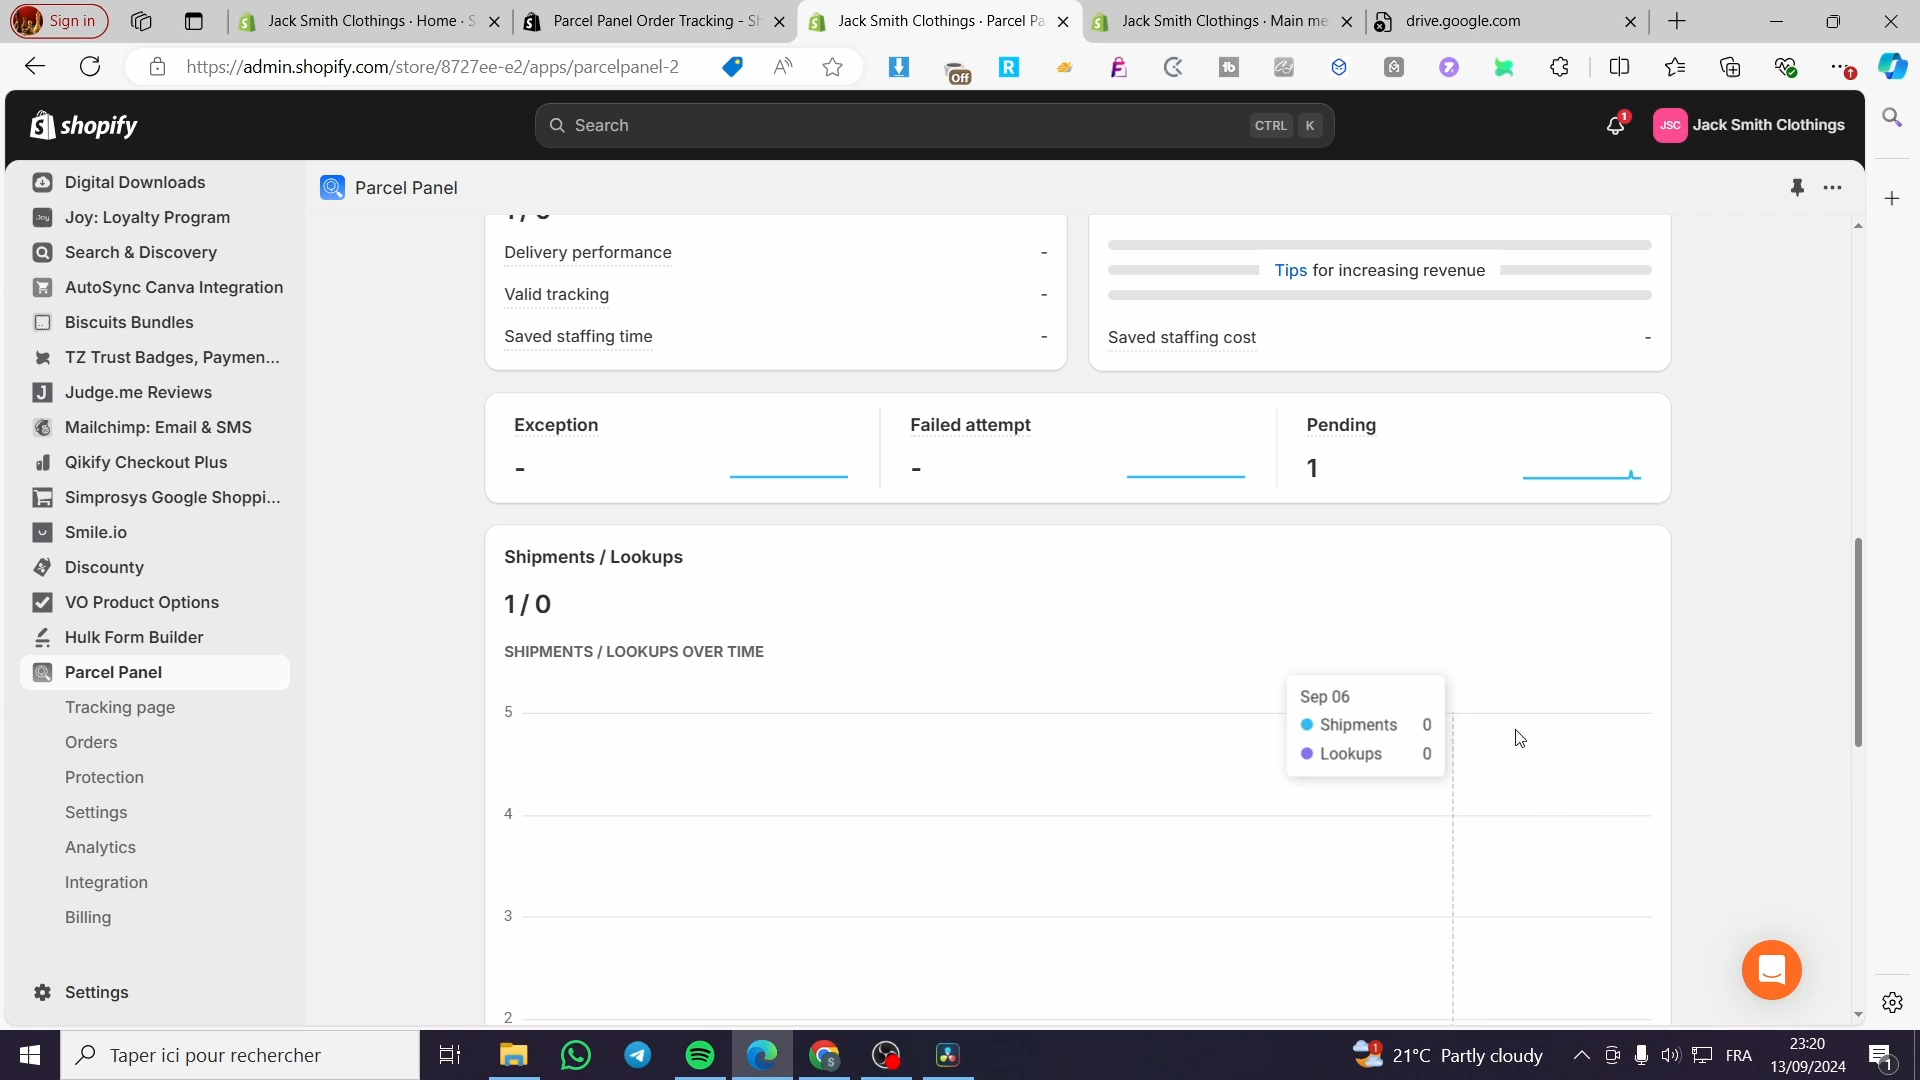 Sign in
Jack Smith Clothings · Home · S
Parcel Panel Order Tracking - Sh
Jack Smith Clothings · Parcel Pa
Jack Smith Clothings · Main me
drive.google.com
https://admin.shopify.com/store/8727ee-e2/apps/parcelpanel-2
Off
shopify
Search
CTRL K
1
JSC
Jack Smith Clothings
Digital Downloads
Joy: Loyalty Program
Search & Discovery
AutoSync Canva Integration
Biscuits Bundles
TZ Trust Badges, Paymen...
Judge.me Reviews
Mailchimp: Email & SMS
Qikify Checkout Plus
Simprosys Google Shoppi...
Smile.io
Discounty
VO Product Options
Hulk Form Builder
Parcel Panel
Tracking page
Orders
Protection
Settings
Analytics
Integration
Billing
Settings
Parcel Panel
Delivery performance -
Valid tracking -
Saved staffing time -
Tips for increasing revenue
Saved staffing cost -
Exception
-
Failed attempt
-
Pending
1
Shipments / Lookups
1 / 0
SHIPMENTS / LOOKUPS OVER TIME
5
4
3
2
Sep 06
Shipments 0
Lookups 0
Taper ici pour rechercher
21°C Partly cloudy
FRA
23:20
13/09/2024
1